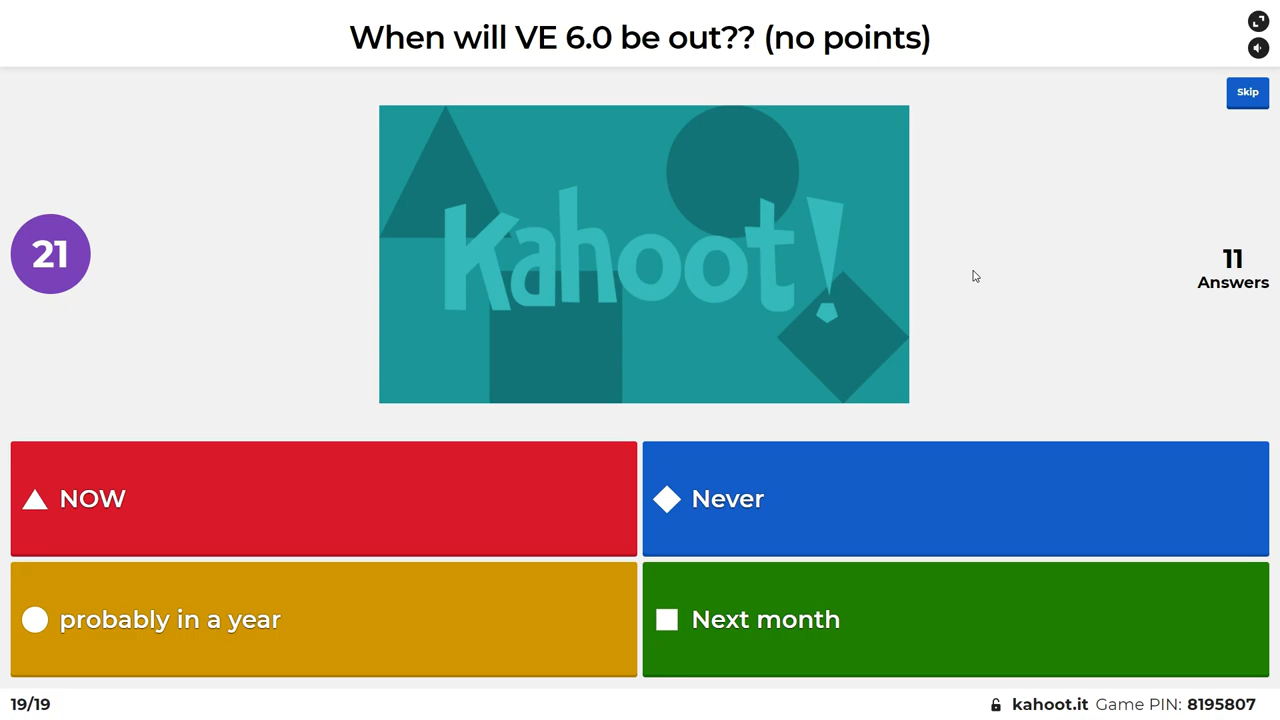 When will VE 6.0 be out?? (no points)
Skip
Kahoot!
21
11
Answers
NOW
Never
probably in a year
Next month
19/19
kahoot.it Game PIN: 8195807